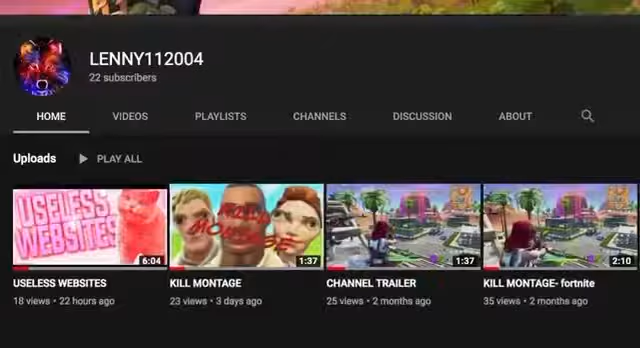 LENNY112004
22 subscribers
HOME VIDEOS PLAYLISTS CHANNELS DISCUSSION ABOUT
Uploads PLAY ALL
USELESS
WEBSITES
6:04
KILL
MONTAGE
1:37
1:37
2:10
USELESS WEBSITES
18 views • 22 hours ago
KILL MONTAGE
23 views • 3 days ago
CHANNEL TRAILER
25 views • 2 months ago
KILL MONTAGE- fortnite
35 views • 2 months ago